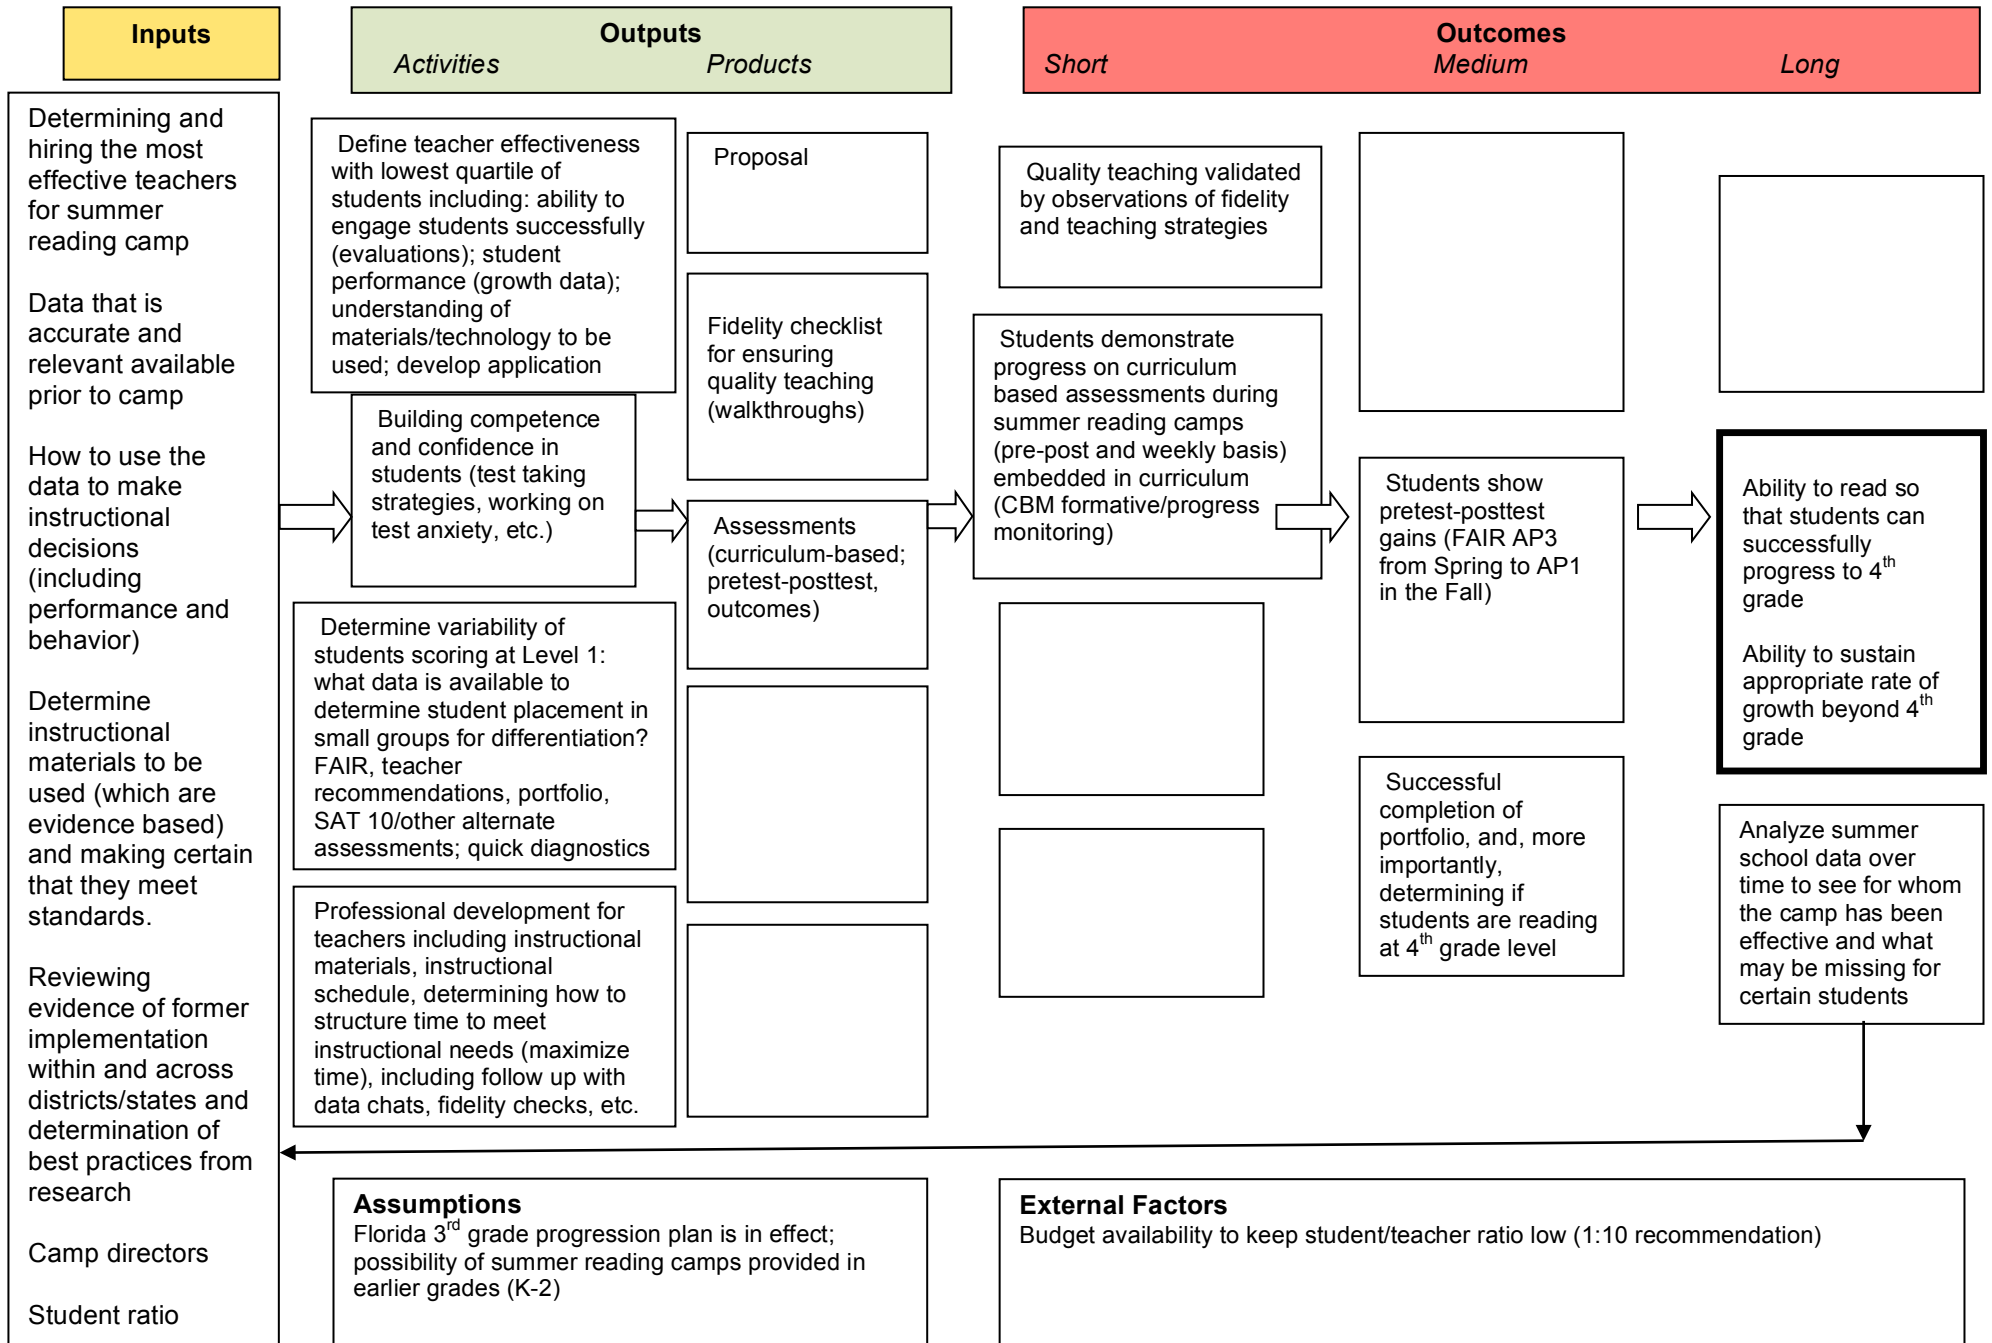 Inputs
Outputs
Activities
Products
Outcomes
Short
Medium
Long
Determining and
hiring the most
effective teachers
for summer
reading camp
Data that is
accurate and
relevant available
prior to camp
How to use the
data to make
instructional
decisions
(including
performance and
behavior)
Determine
instructional
materials to be
used (which are
evidence based)
and making certain
that they meet
standards.
Reviewing
evidence of former
implementation
within and across
districts/states and
determination of
best practices from
research
Camp directors
Student ratio
Define teacher effectiveness
with lowest quartile of
students including: ability to
engage students successfully
(evaluations); student
performance (growth data);
understanding of
materials/technology to be
used; develop application
Building competence
and confidence in
students (test taking
strategies, working on
test anxiety, etc.)
Determine variability of
students scoring at Level 1:
what data is available to
determine student placement in
small groups for differentiation?
FAIR, teacher
recommendations, portfolio,
SAT 10/other alternate
assessments; quick diagnostics
Professional development for
teachers including instructional
materials, instructional
schedule, determining how to
structure time to meet
instructional needs (maximize
time), including follow up with
data chats, fidelity checks, etc.
Proposal
Fidelity checklist
for ensuring
quality teaching
(walkthroughs)
Assessments
(curriculum-based;
pretest-posttest,
outcomes)
Quality teaching validated
by observations of fidelity
and teaching strategies
Students demonstrate
progress on curriculum
based assessments during
summer reading camps
(pre-post and weekly basis)
embedded in curriculum
(CBM formative/progress
monitoring)
Students show
pretest-posttest
gains (FAIR AP3
from Spring to AP1
in the Fall)
Successful
completion of
portfolio, and, more
importantly,
determining if
students are reading
at 4th grade level
Ability to read so
that students can
successfully
progress to 4th
grade
Ability to sustain
appropriate rate of
growth beyond 4th
grade
Analyze summer
school data over
time to see for whom
the camp has been
effective and what
may be missing for
certain students
Assumptions
Florida 3rd grade progression plan is in effect;
possibility of summer reading camps provided in
earlier grades (K-2)
External Factors
Budget availability to keep student/teacher ratio low (1:10 recommendation)